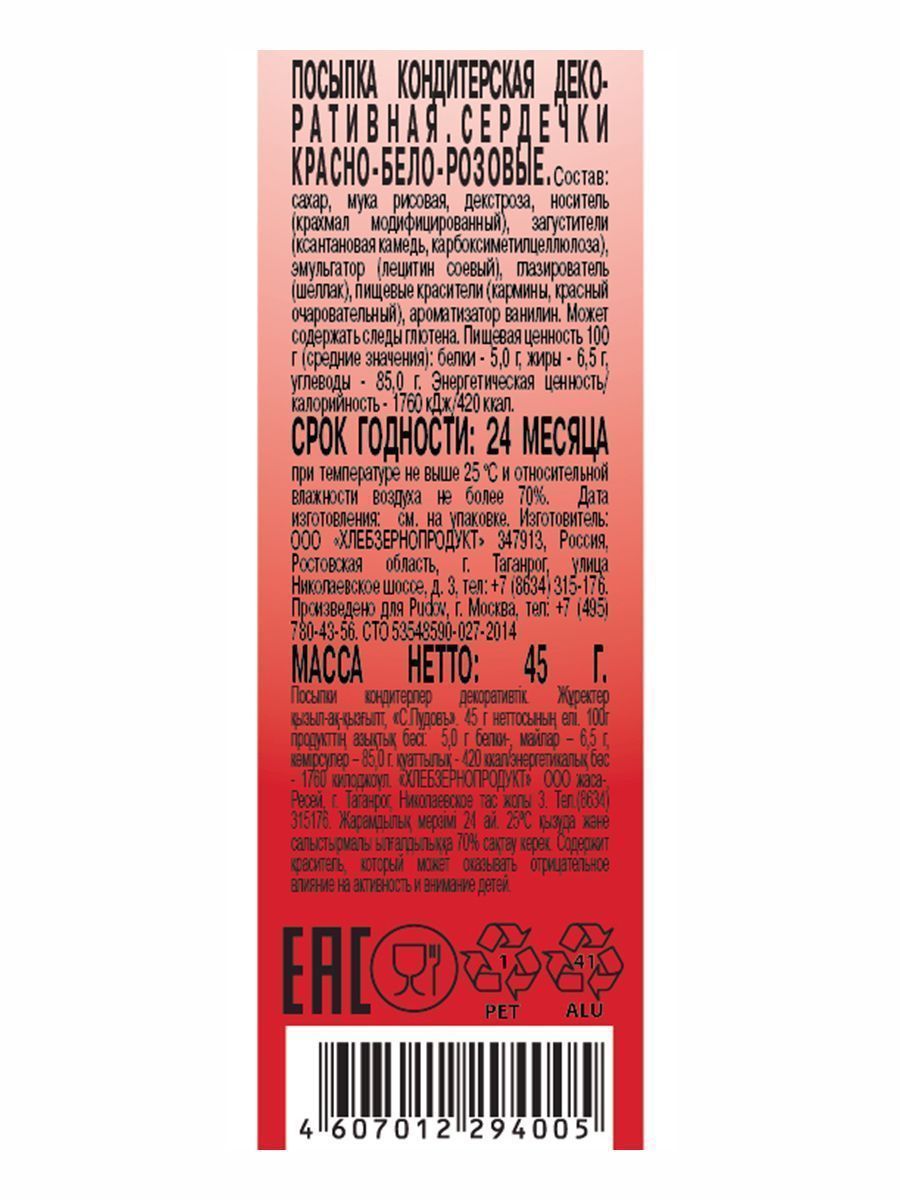 ПОСЫПКА КОНДИТЕРСКАЯ ДЕКО-
РАТИВНАЯ. СЕРДЕЧКИ
КРАСНО-БЕЛО-РОЗОВЫЕ. Состав:
сахар, мука рисовая, декстроза, носитель
(крахмал модифицированный), загустители
(ксантановая камедь, карбоксиметилцеллюлоза),
эмульгатор (лецитин соевый), глазирователь
(шеллак), пищевые красители (кармины, красный
очаровательный), ароматизатор ванилин. Может
содержать следы глютена. Пищевая ценность 100
г (средние значения): белки - 5,0 г, жиры - 6,5 г,
углеводы - 85,0 г. Энергетическая ценность/
калорийность - 1760 кДж/420 ккал.
СРОК ГОДНОСТИ: 24 МЕСЯЦА
при температуре не выше 25 °С и относительной
влажности воздуха не более 70%. Дата
изготовления: см. на упаковке. Изготовитель:
ООО «ХЛЕБЗЕРНОПРОДУКТ» 347913, Россия,
Ростовская область, г. Таганрог, улица
Николаевское шоссе, д. 3, тел: +7 (8634) 315-176.
Произведено для Pudov, г. Москва, тел: +7 (495)
780-43-56. СТО 53548590-027-2014
МАССА НЕТТО: 45 Г.
Посыпки кондитерлер декоративтік. Жүректер
қызыл-ақ-қызғылт, «С.Пудовъ». 45 г неттосының елі. 100г
продукттің азықтық бәсі: 5,0 г белки-, майлар – 6,5 г,
көмірсулер – 85,0 г. қуаттылық - 420 ккал/энергетикалық бәс
- 1760 килоджоул. «ХЛЕБЗЕРНОПРОДУКТ» ООО жаса-.
Ресей, г. Таганрог, Николаевское тас жолы 3. Тел.(8634)
315176. Жарамдылық мерзімі 24 ай. 25°С қызуда және
салыстырмалы ылғалдылыққа 70% сақтау керек. Содержит
краситель, который может оказывать отрицательное
влияние на активность и внимание детей.
ЕАС
1 41
PET ALU
4 607012 294005